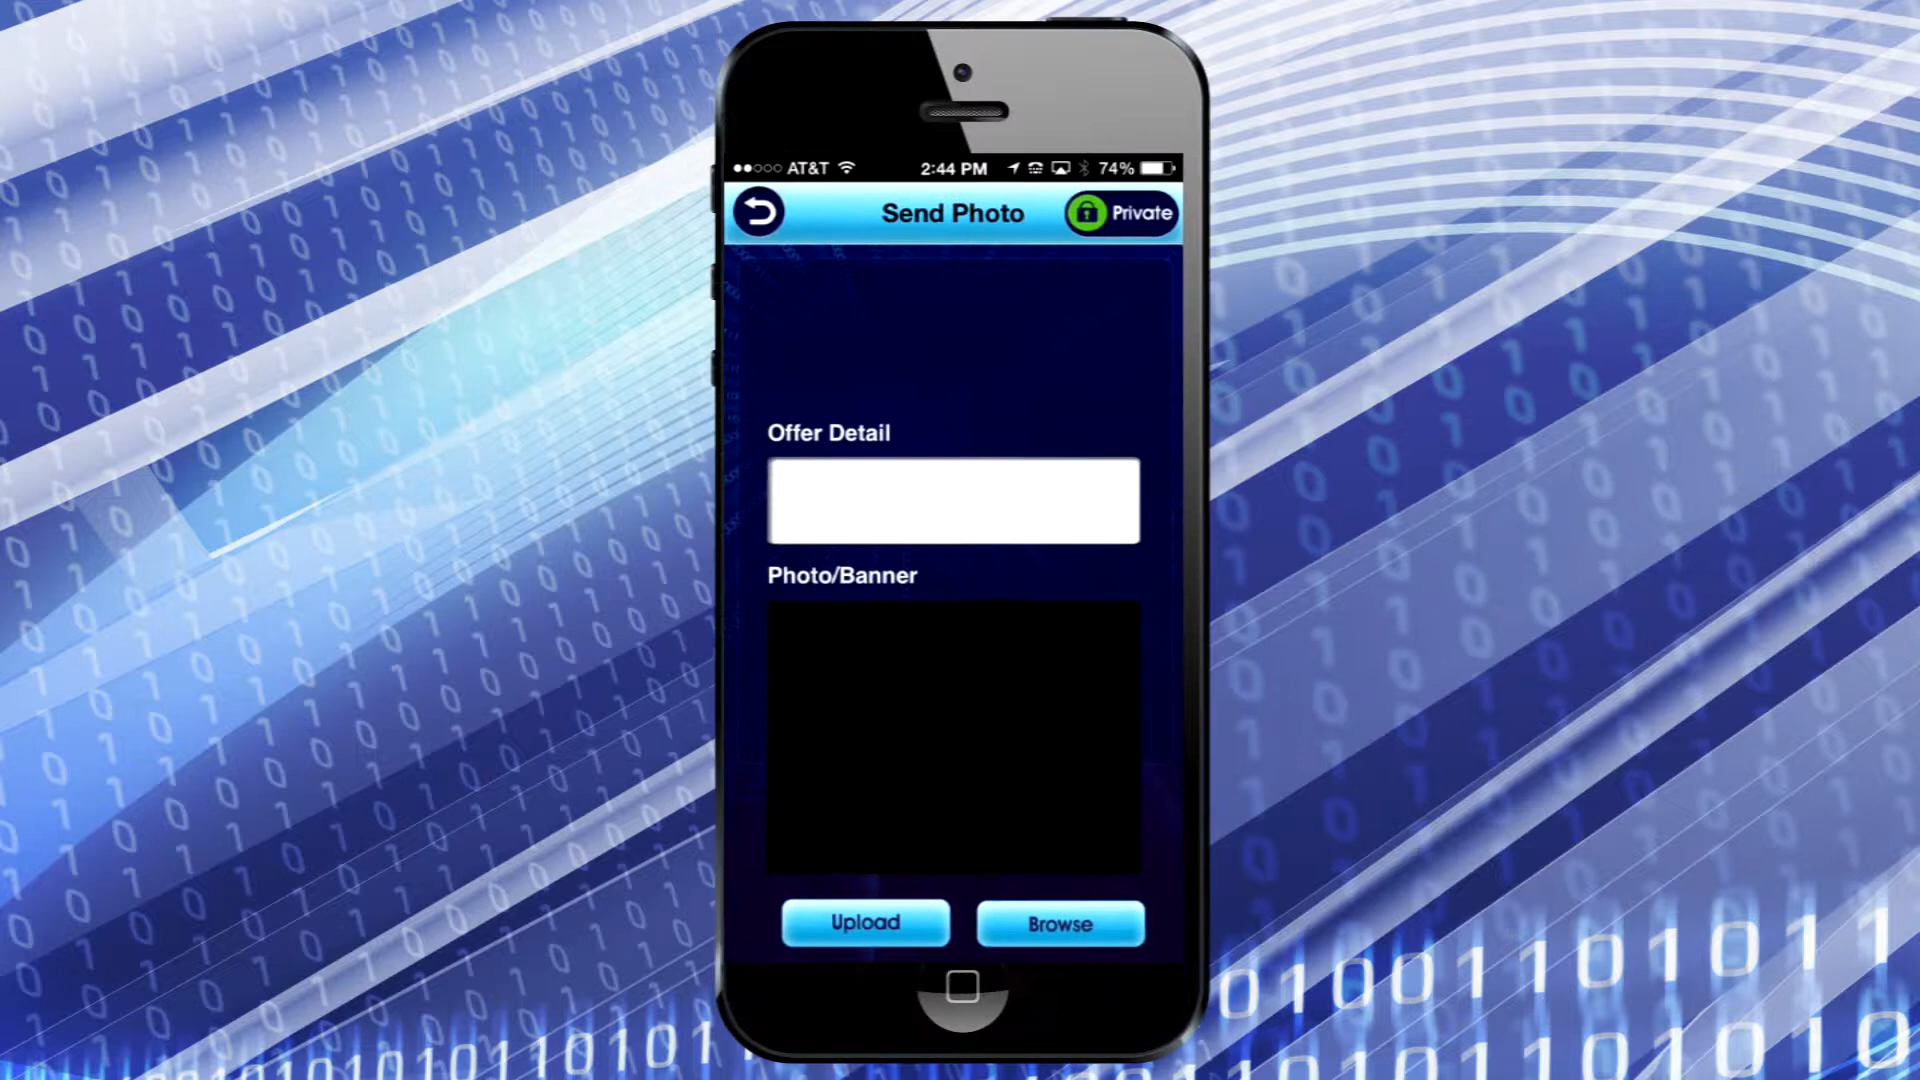 AT&T 2:44 PM 74%
Send Photo Private
Offer Detail
Photo/Banner
Upload Browse